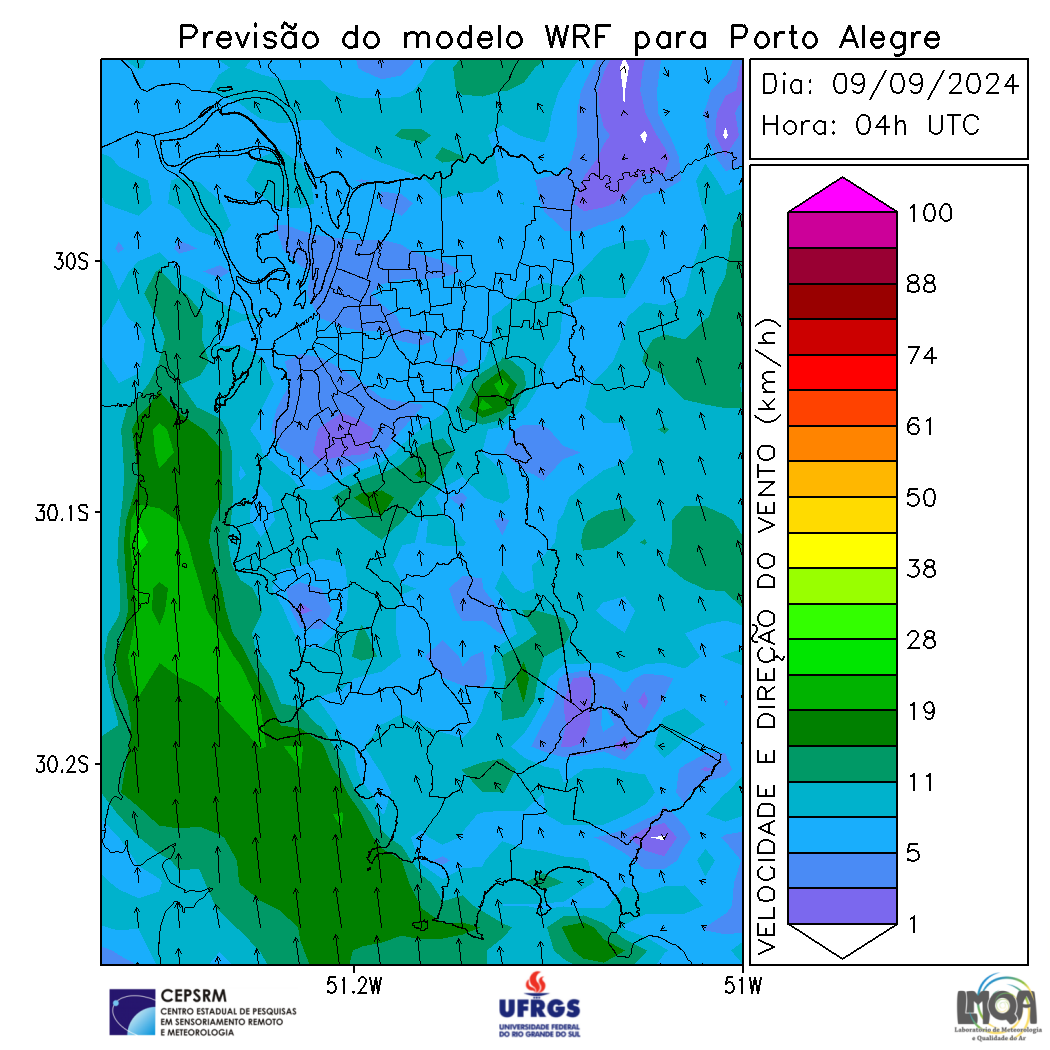 Previsão do modelo WRF para Porto Alegre
Dia: 09/09/2024
Hora: 04h UTC
30S
30.1S
30.2S
51.2W
51W
VELOCIDADE E DIREÇÃO DO VENTO (km/h)
100
88
74
61
50
38
28
19
11
5
1
CEPSRM
CENTRO ESTADUAL DE PESQUISAS
EM SENSORIAMENTO REMOTO
E METEOROLOGIA
UFRGS
UNIVERSIDADE FEDERAL
DO RIO GRANDE DO SUL
LMQA
Laboratório de Meteorologia
e Qualidade do Ar